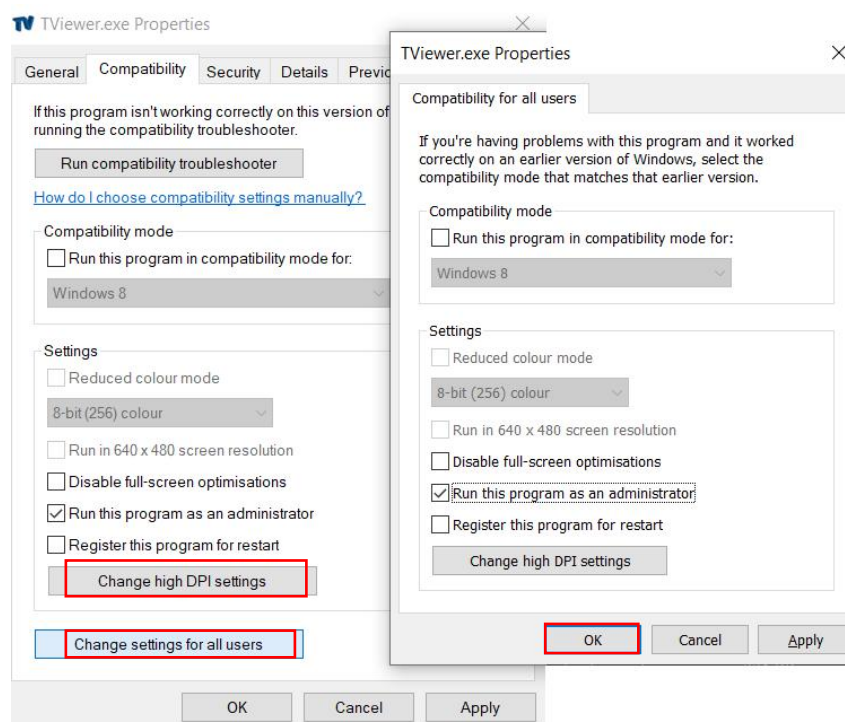 TV TViewer.exe Properties
General Compatibility Security Details
If this program isn't working correctly on this version of
running the compatibility troubleshooter.
Run compatibility troubleshooter
How do I choose compatibility settings manually?
Compatibility mode
Run this program in compatibility mode for:
Windows 8
Settings
Reduced colour mode
8-bit (256) colour
Run in 640 x 480 screen resolution
Disable full-screen optimisations
Run this program as an administrator
Register this program for restart
Change high DPI settings
Change settings for all users
OK Cancel Apply
TViewer.exe Properties
Compatibility for all users
If you're having problems with this program and it worked
correctly on an earlier version of Windows, select the
compatibility mode that matches that earlier version.
Compatibility mode
Run this program in compatibility mode for:
Windows 8
Settings
Reduced colour mode
8-bit (256) colour
Run in 640 x 480 screen resolution
Disable full-screen optimisations
Run this program as an administrator
Register this program for restart
Change high DPI settings
OK Cancel Apply